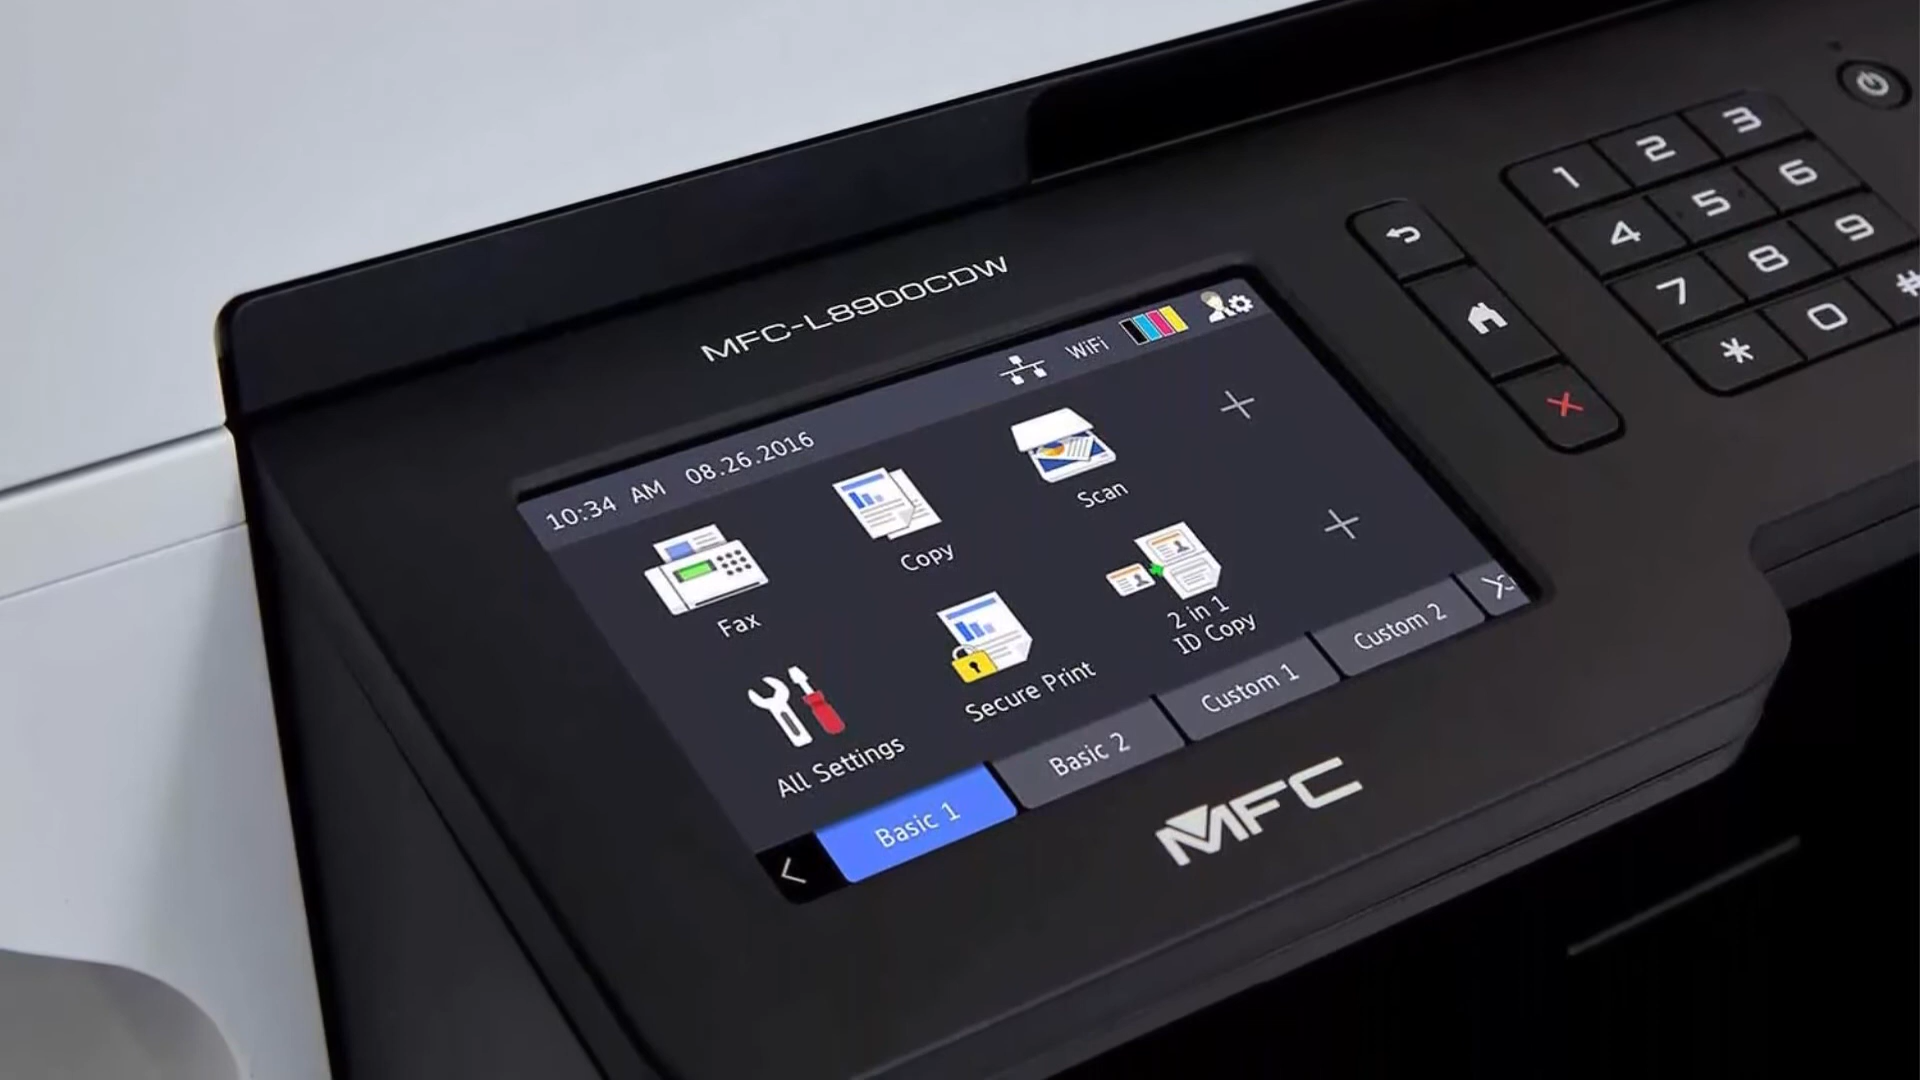 MFC-L8900CDW
10:34 AM 08.26.2016
WiFi
Fax
Copy
Scan
All Settings
Secure Print
2 in 1
ID Copy
Basic 1
Basic 2
Custom 1
Custom 2
MFC
1 2 3
4 5 6
7 8 9
* 0 #